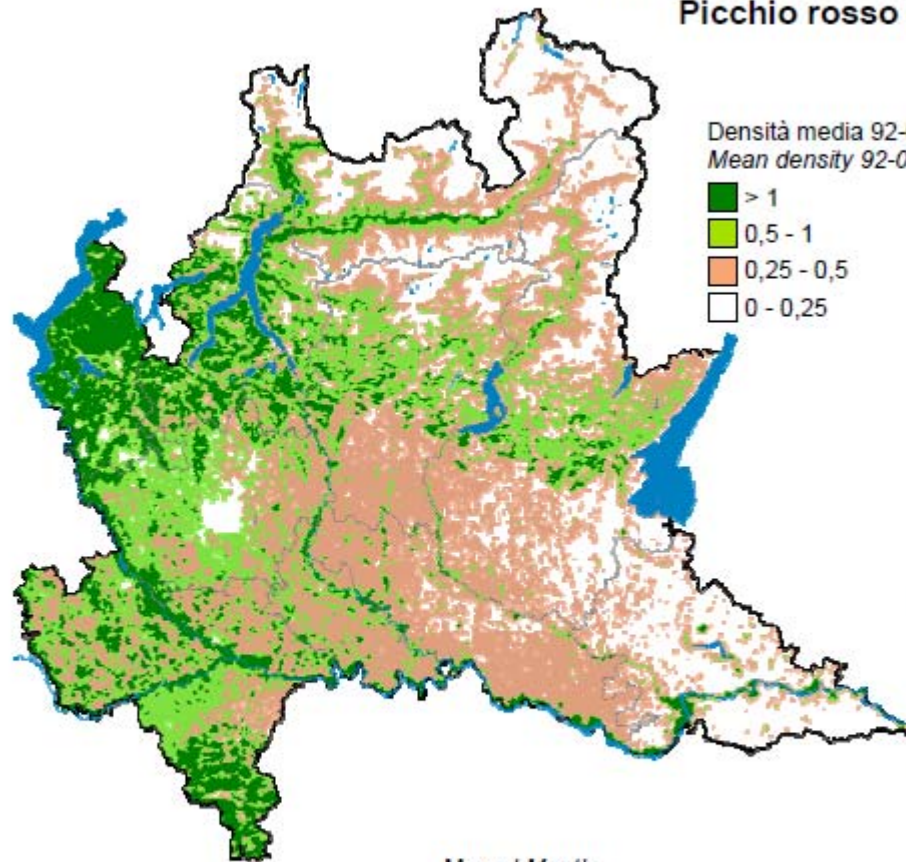 Picchio rosso
Densità media 92-
Mean density 92-0
> 1
0,5 - 1
0,25 - 0,5
0 - 0,25